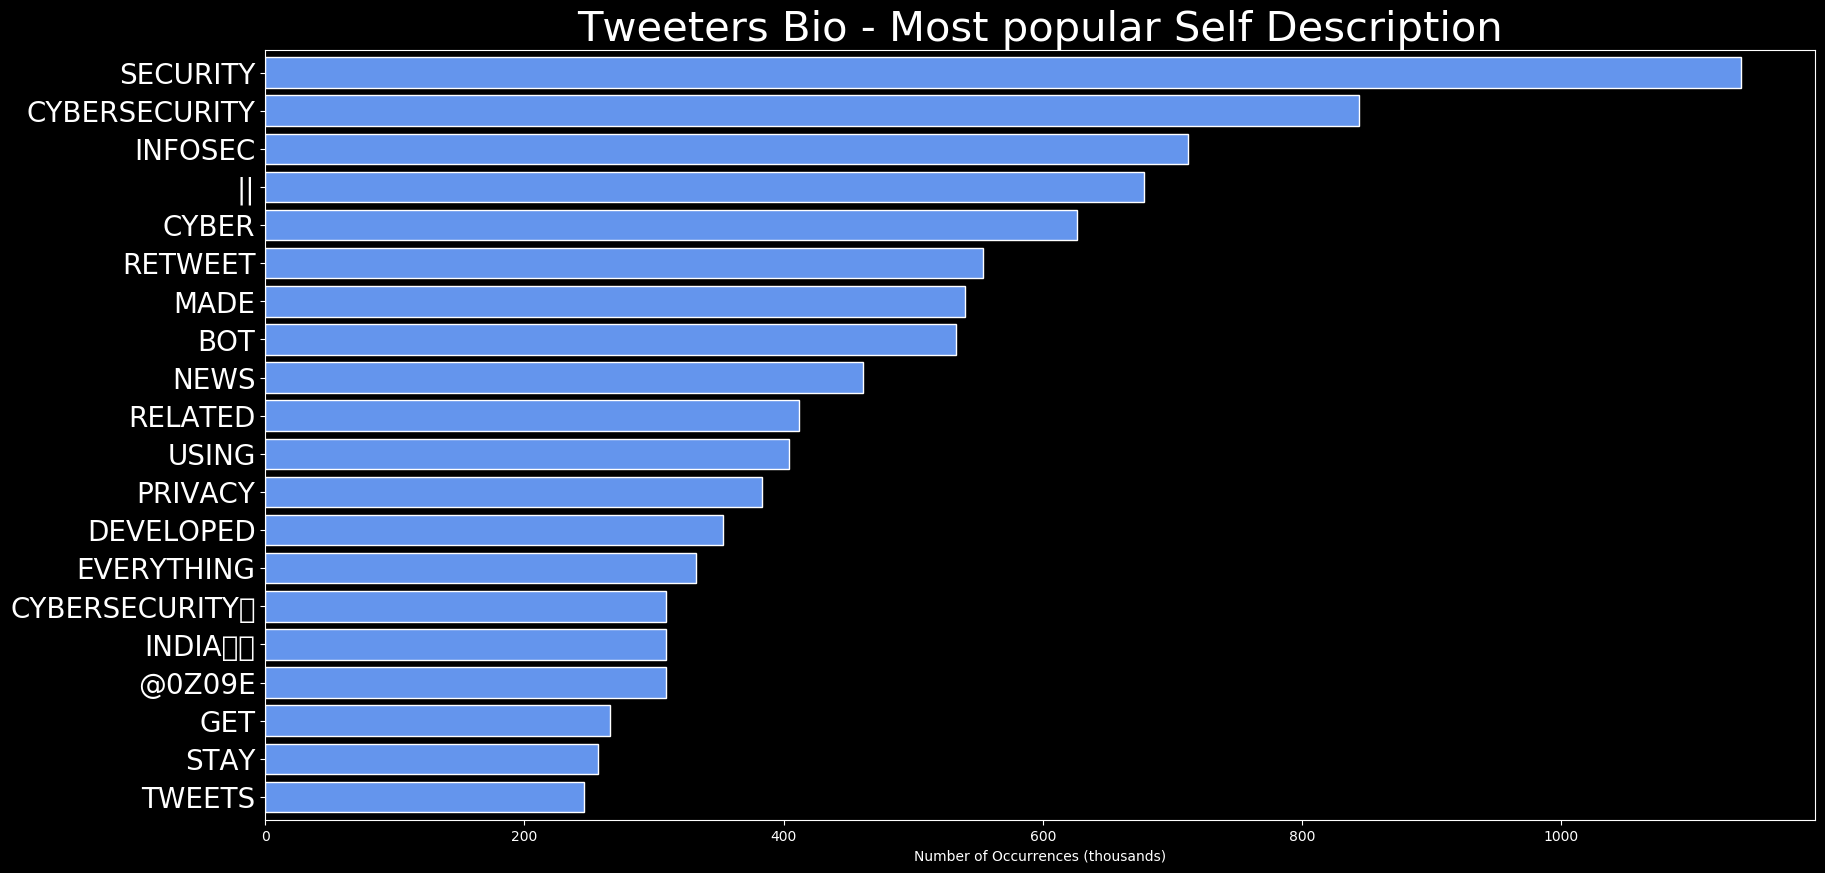 Tweeters Bio - Most popular Self Description
SECURITY
CYBERSECURITY
INFOSEC
||
CYBER
RETWEET
MADE
BOT
NEWS
RELATED
USING
PRIVACY
DEVELOPED
EVERYTHING
CYBERSECURITY▯
INDIA▯▯
@0Z09E
GET
STAY
TWEETS
0 200 400 600 800 1000
Number of Occurrences (thousands)